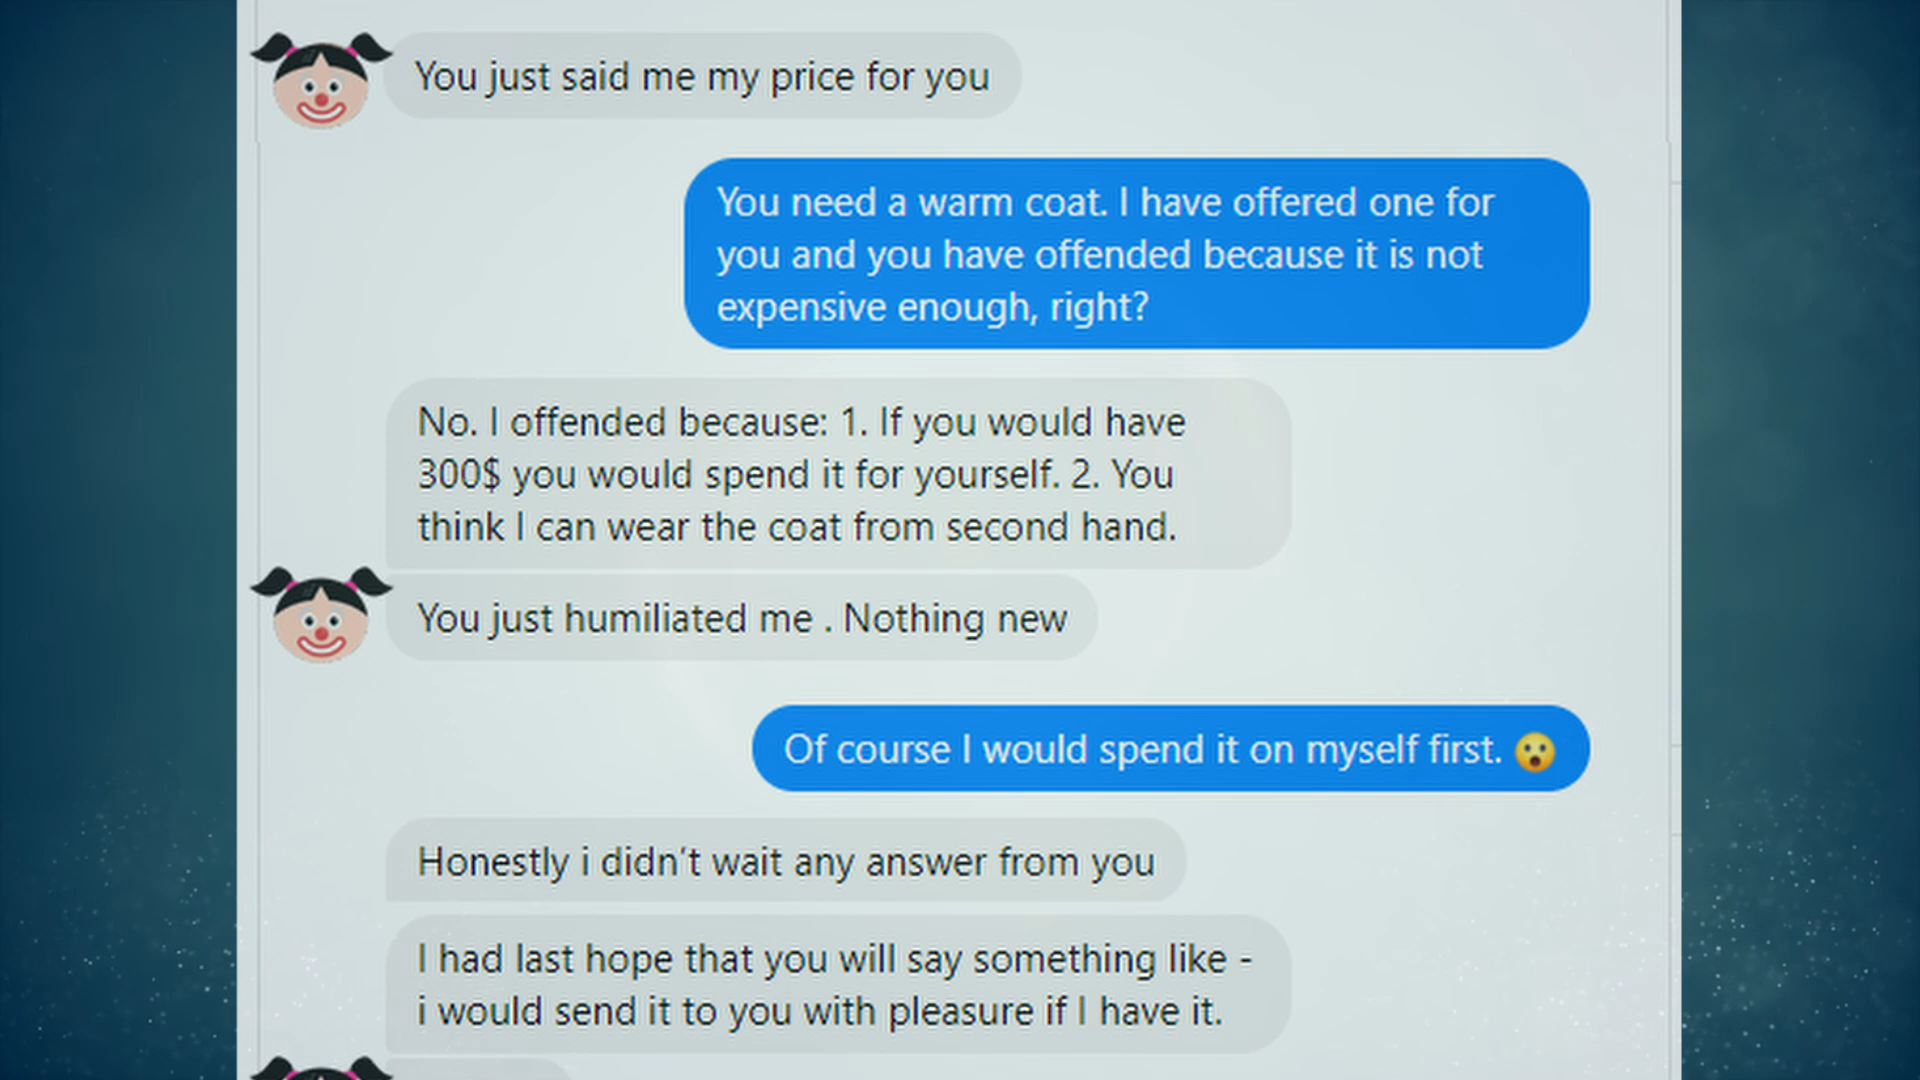 You just said me my price for you
You need a warm coat. I have offered one for
you and you have offended because it is not
expensive enough, right?
No. I offended because: 1. If you would have
300$ you would spend it for yourself. 2. You
think I can wear the coat from second hand.
You just humiliated me . Nothing new
Of course I would spend it on myself first. 😮
Honestly i didn’t wait any answer from you
I had last hope that you will say something like -
i would send it to you with pleasure if I have it.